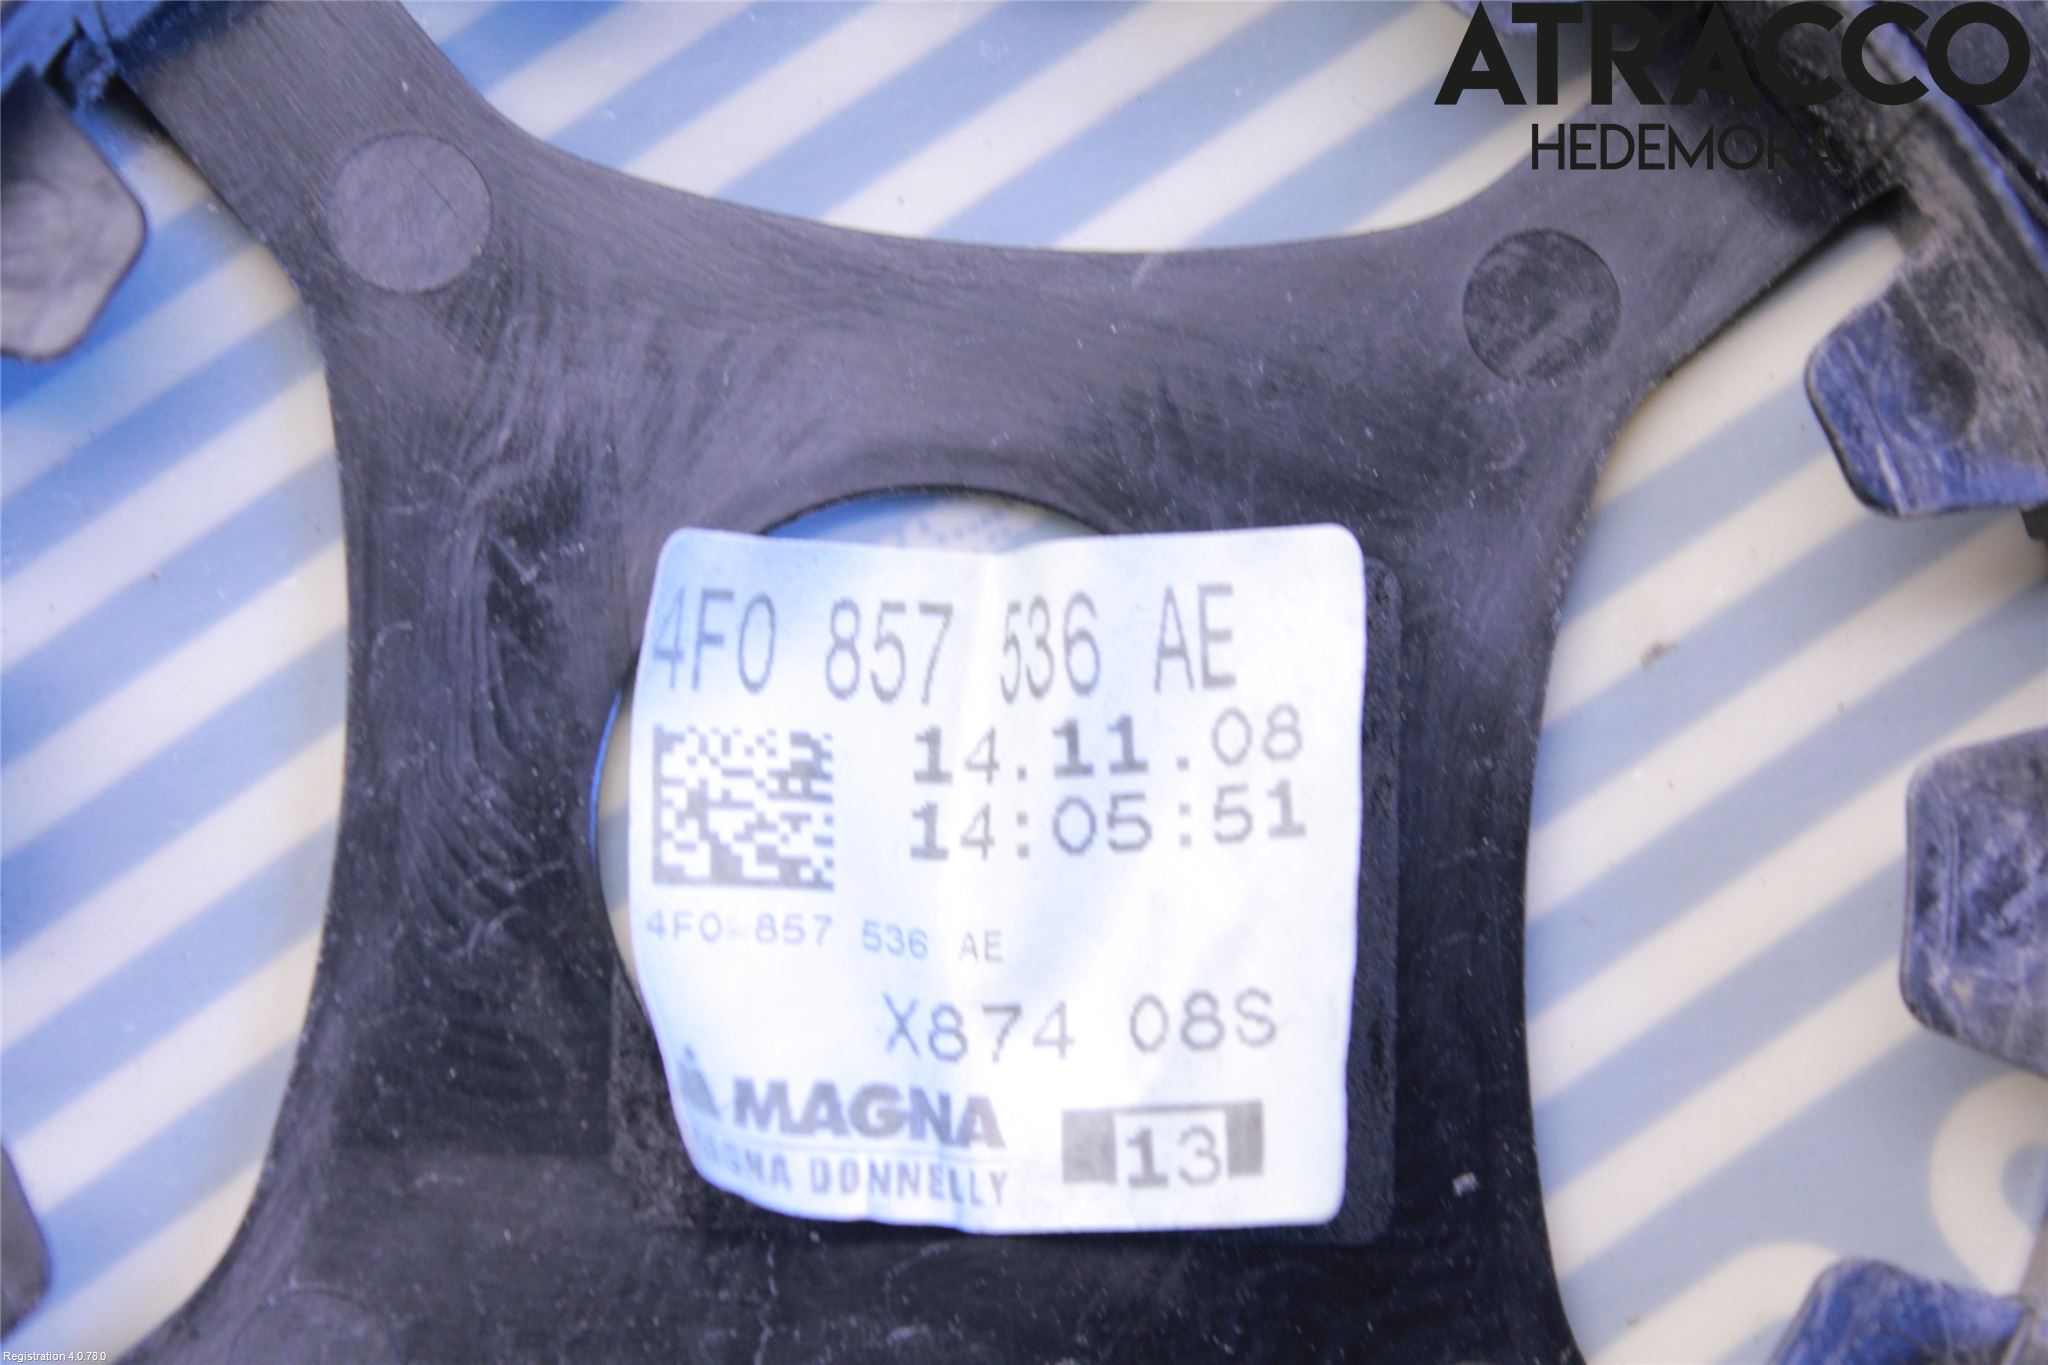 ATRACCO
HEDEMORA
4F0 857 536 AE
14.11.08
14:05:51
4F0 857 536 AE
X874 08S
MAGNA
MAGNA DONNELLY
13
Registration 4.0.78.0